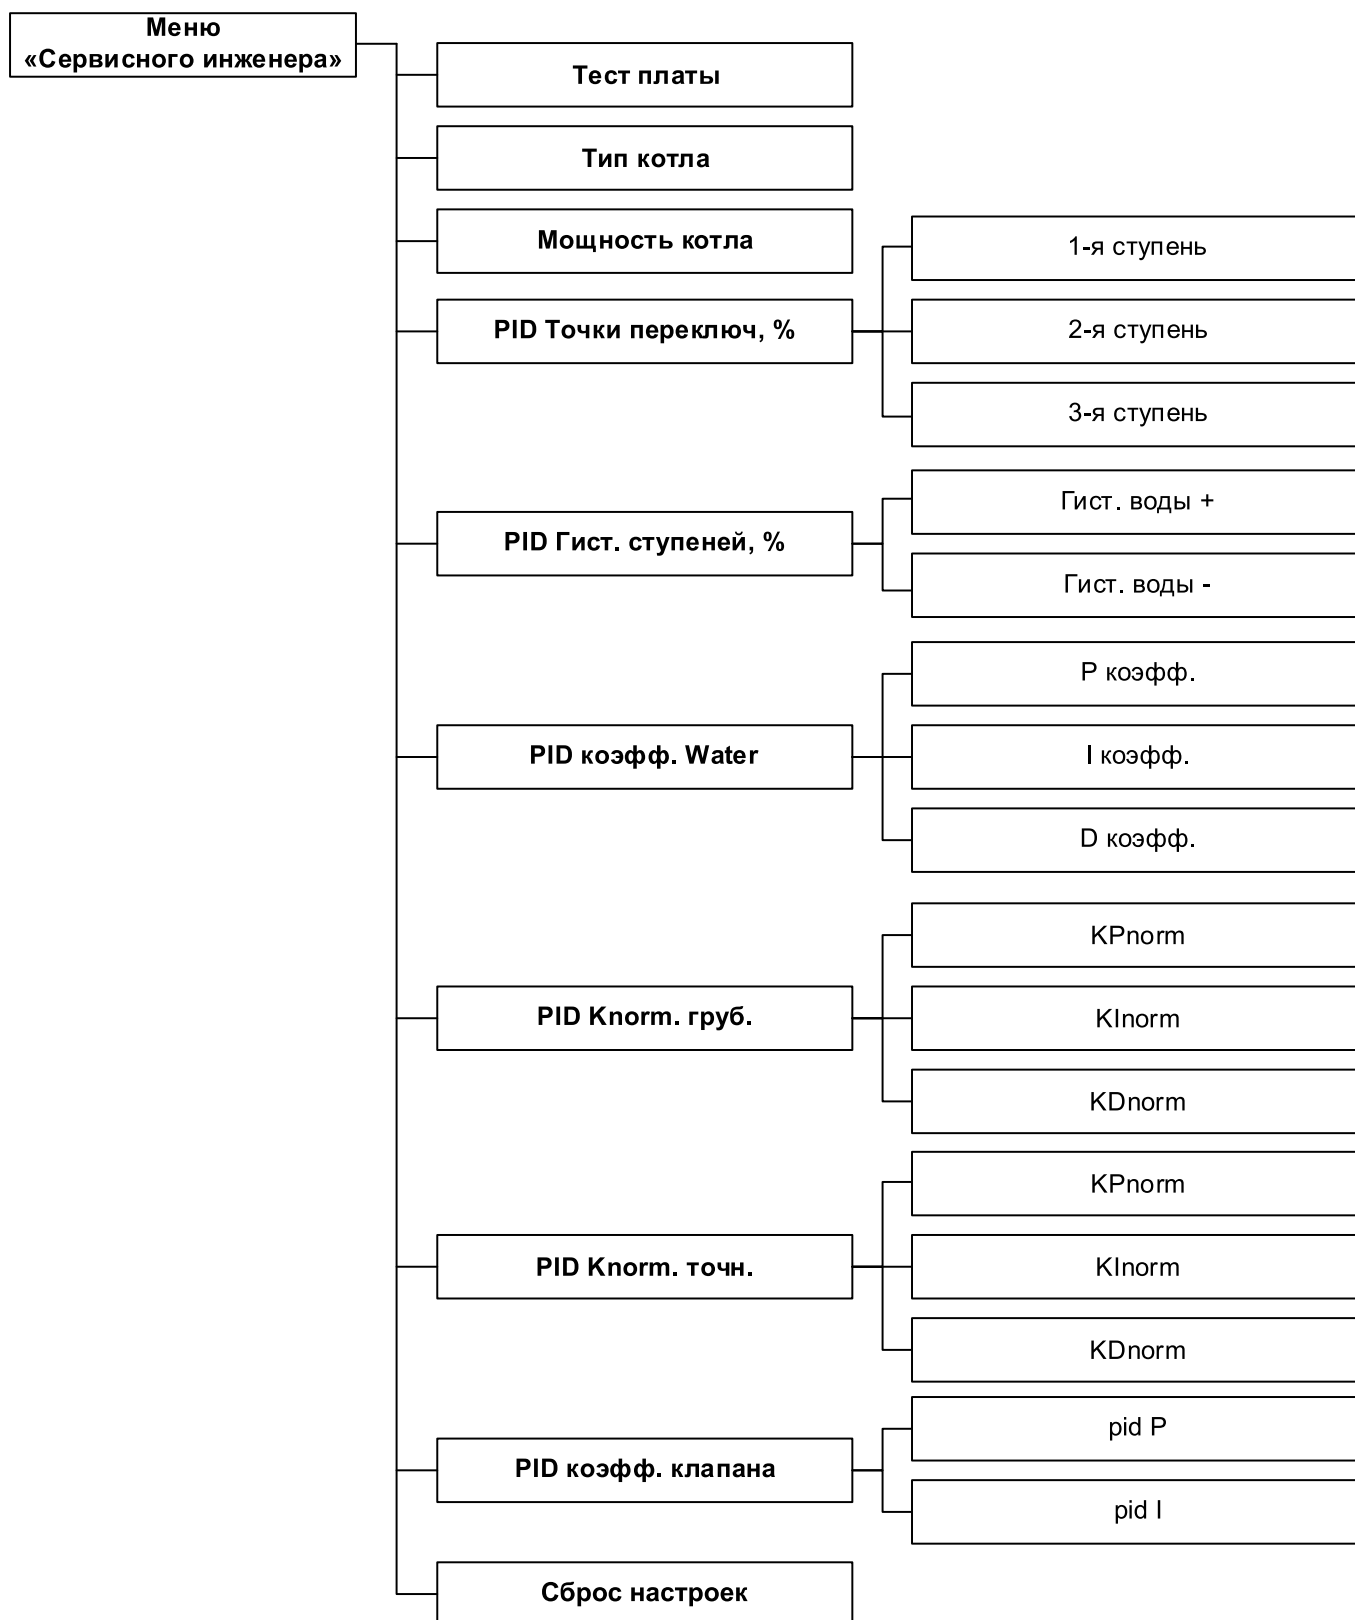 Меню
«Сервисного инженера»
Тест платы
Тип котла
Мощность котла
PID Точки переключ, %
1-я ступень
2-я ступень
3-я ступень
PID Гист. ступеней, %
Гист. воды +
Гист. воды -
PID коэфф. Water
P коэфф.
I коэфф.
D коэфф.
PID Knorm. груб.
KPnorm
KInorm
KDnorm
PID Knorm. точн.
KPnorm
KInorm
KDnorm
PID коэфф. клапана
pid P
pid I
Сброс настроек